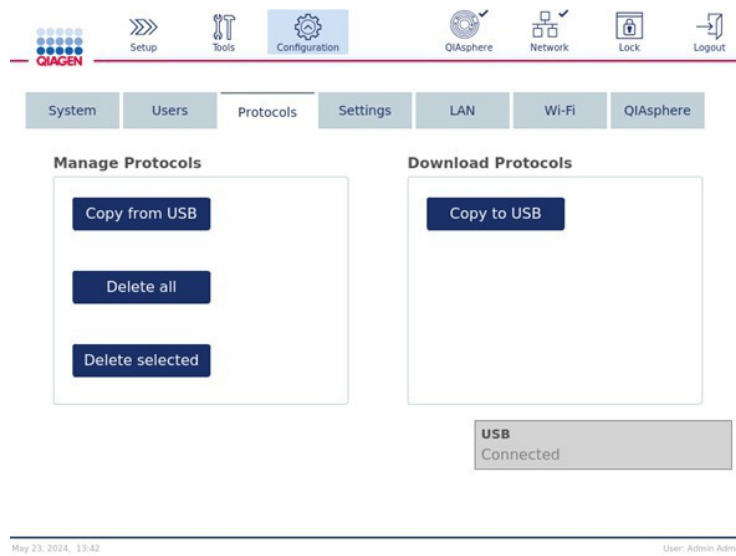 QIAGEN
Setup
Tools
Configuration
QIAsphere
Network
Lock
Logout
System
Users
Protocols
Settings
LAN
Wi-Fi
QIAsphere
Manage Protocols
Download Protocols
Copy from USB
Copy to USB
Delete all
Delete selected
USB
Connected
May 23, 2024, 13:42
User: Admin Adm